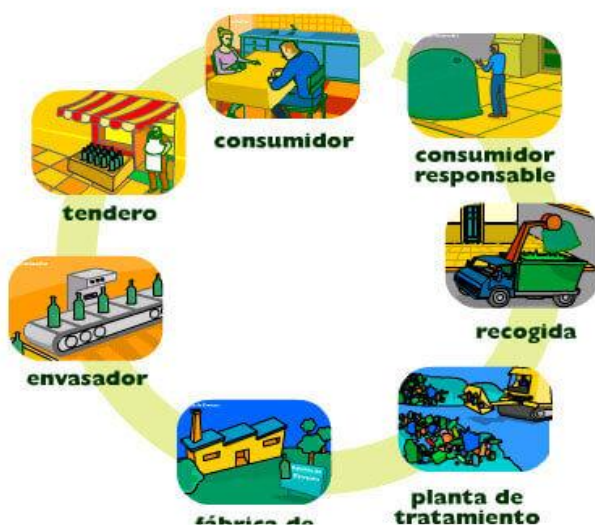 consumidor
consumidor
responsable
recogida
planta de
tratamiento
fábrica de
envasador
tendero